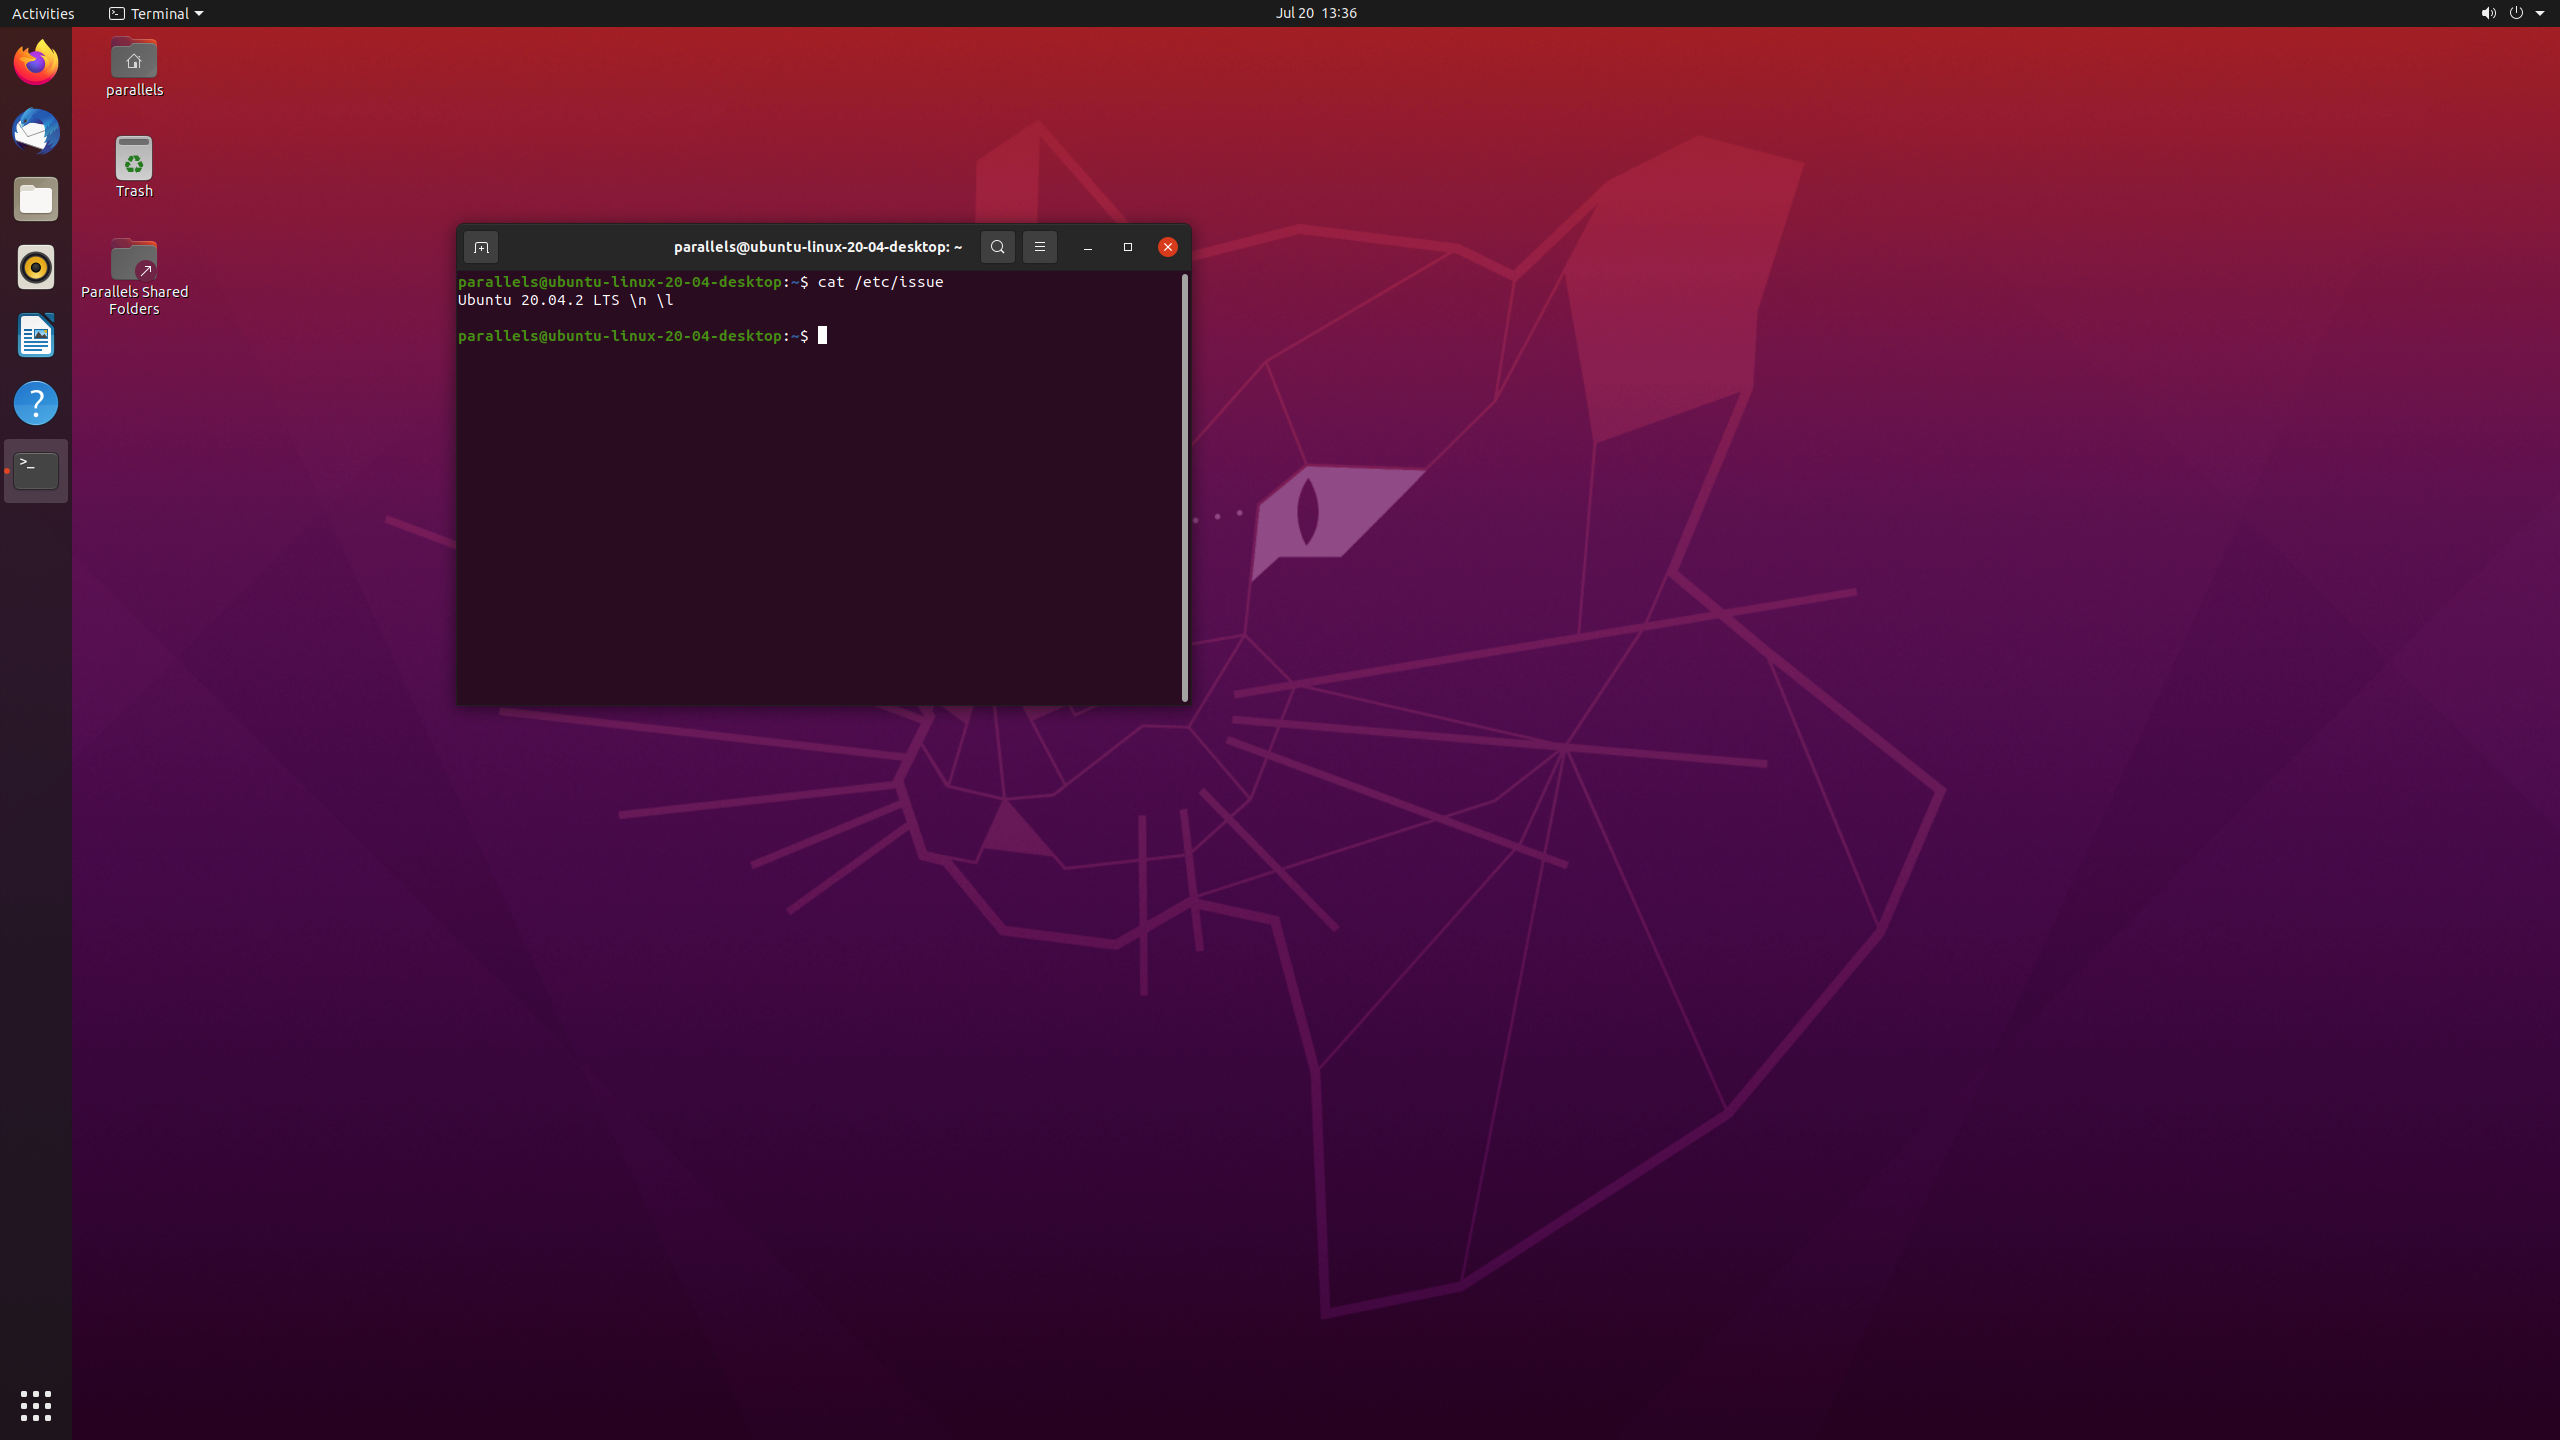 Activities
Terminal
Jul 20 13:36
parallels
Trash
Parallels Shared
Folders
parallels@ubuntu-linux-20-04-desktop: ~
parallels@ubuntu-linux-20-04-desktop:~$ cat /etc/issue
Ubuntu 20.04.2 LTS \n \l
parallels@ubuntu-linux-20-04-desktop:~$